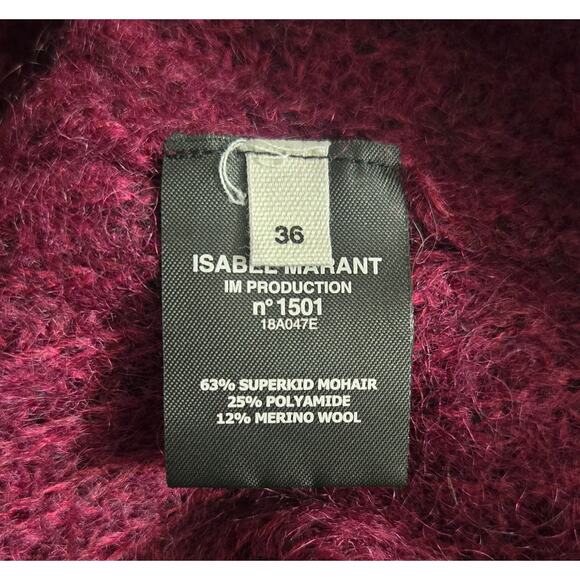 36
ISABEL MARANT
IM PRODUCTION
n° 1501
18A047E
63% SUPERKID MOHAIR
25% POLYAMIDE
12% MERINO WOOL